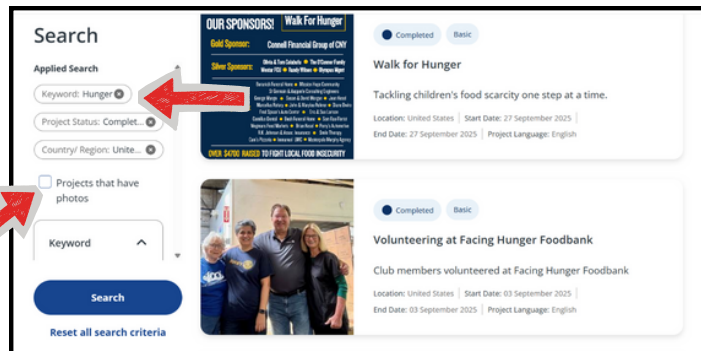 Search
Applied Search
Keyword: Hunger
Project Status: Complet...
Country/ Region: Unite...
Projects that have
photos
Keyword
Search
Reset all search criteria
OUR SPONSORS! Walk For Hunger
Gold Sponsor: Connell Financial Group of CNY
Silver Sponsors:
OVER $4700 RAISED TO FIGHT LOCAL FOOD INSECURITY
Completed Basic
Walk for Hunger
Tackling children's food scarcity one step at a time.
Location: United States | Start Date: 27 September 2025 |
End Date: 27 September 2025 | Project Language: English
Completed Basic
Volunteering at Facing Hunger Foodbank
Club members volunteered at Facing Hunger Foodbank
Location: United States | Start Date: 03 September 2025 |
End Date: 03 September 2025 | Project Language: English